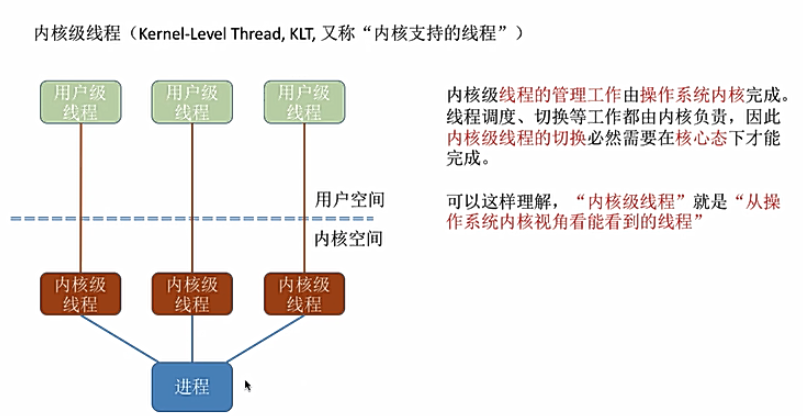 内核级线程（Kernel-Level Thread, KLT, 又称“内核支持的线程”）
用户级
线程
用户级
线程
用户级
线程
用户空间
内核空间
内核级
线程
内核级
线程
内核级
线程
进程
内核级线程的管理工作由操作系统内核完成。
线程调度、切换等工作都由内核负责，因此
内核级线程的切换必然需要在核心态下才能
完成。
可以这样理解，“内核级线程”就是“从操
作系统内核视角看能看到的线程”